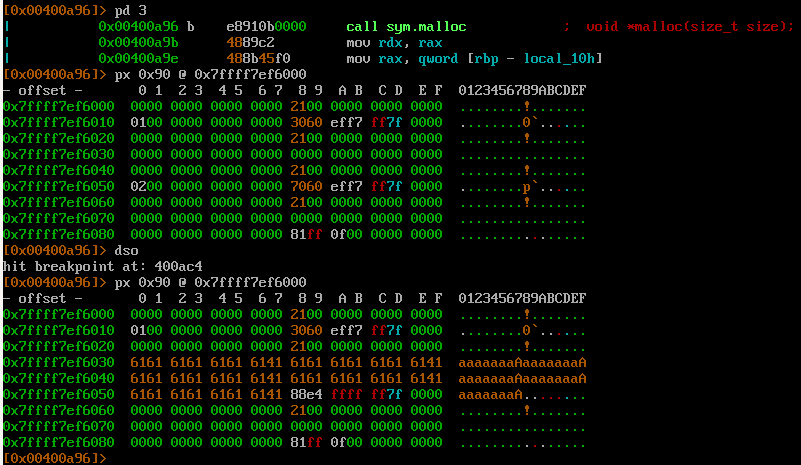 [0x00400a96]> pd 3
|           0x00400a96 b    e8910b0000     call sym.malloc            ;  void *malloc(size_t size);
|           0x00400a9b      4889c2         mov rdx, rax
|           0x00400a9e      488b45f0       mov rax, qword [rbp - local_10h]
[0x00400a96]> px 0x90 @ 0x7ffff7ef6000
- offset -       0 1  2 3  4 5  6 7  8 9  A B  C D  E F  0123456789ABCDEF
0x7ffff7ef6000  0000 0000 0000 0000 2100 0000 0000 0000  ........!.......
0x7ffff7ef6010  0100 0000 0000 0000 3060 eff7 ff7f 0000  ........0`......
0x7ffff7ef6020  0000 0000 0000 0000 2100 0000 0000 0000  ........!.......
0x7ffff7ef6030  0000 0000 0000 0000 0000 0000 0000 0000  ................
0x7ffff7ef6040  0000 0000 0000 0000 2100 0000 0000 0000  ........!.......
0x7ffff7ef6050  0200 0000 0000 0000 7060 eff7 ff7f 0000  ........p`......
0x7ffff7ef6060  0000 0000 0000 0000 2100 0000 0000 0000  ........!.......
0x7ffff7ef6070  0000 0000 0000 0000 0000 0000 0000 0000  ................
0x7ffff7ef6080  0000 0000 0000 0000 81ff 0f00 0000 0000  ................
[0x00400a96]> dso
hit breakpoint at: 400ac4
[0x00400a96]> px 0x90 @ 0x7ffff7ef6000
- offset -       0 1  2 3  4 5  6 7  8 9  A B  C D  E F  0123456789ABCDEF
0x7ffff7ef6000  0000 0000 0000 0000 2100 0000 0000 0000  ........!.......
0x7ffff7ef6010  0100 0000 0000 0000 3060 eff7 ff7f 0000  ........0`......
0x7ffff7ef6020  0000 0000 0000 0000 2100 0000 0000 0000  ........!.......
0x7ffff7ef6030  6161 6161 6161 6141 6161 6161 6161 6141  aaaaaaaAaaaaaaaA
0x7ffff7ef6040  6161 6161 6161 6141 6161 6161 6161 6141  aaaaaaaAaaaaaaaA
0x7ffff7ef6050  6161 6161 6161 6141 88e4 ffff ff7f 0000  aaaaaaaA........
0x7ffff7ef6060  0000 0000 0000 0000 2100 0000 0000 0000  ........!.......
0x7ffff7ef6070  0000 0000 0000 0000 0000 0000 0000 0000  ................
0x7ffff7ef6080  0000 0000 0000 0000 81ff 0f00 0000 0000  ................
[0x00400a96]>